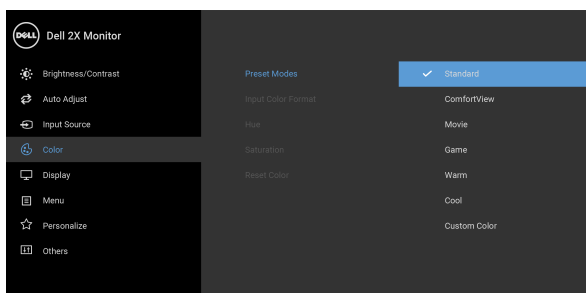 DELL Dell 2X Monitor
Brightness/Contrast
Auto Adjust
Input Source
Color
Display
Menu
Personalize
Others
Preset Modes
Input Color Format
Hue
Saturation
Reset Color
Standard
ComfortView
Movie
Game
Warm
Cool
Custom Color